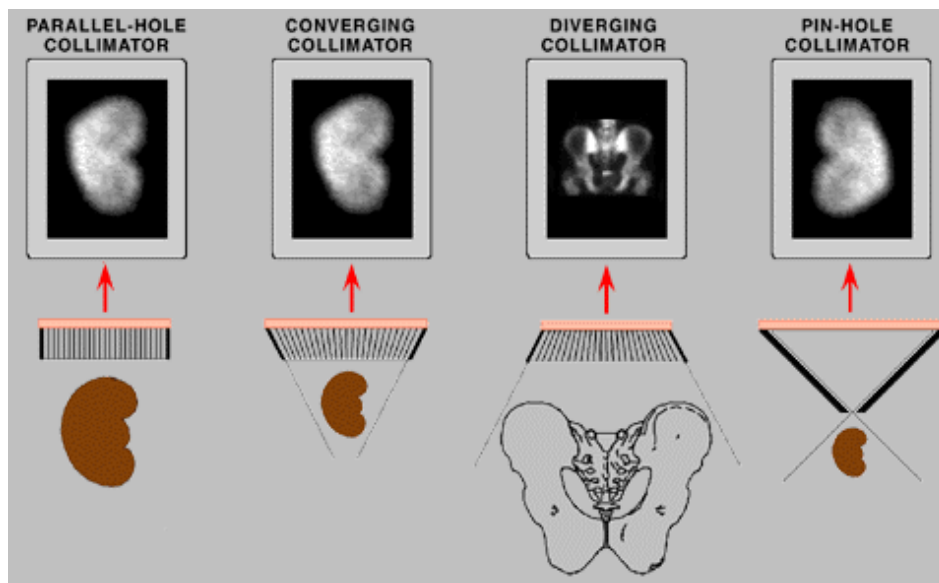 PARALLEL-HOLE
COLLIMATOR
CONVERGING
COLLIMATOR
DIVERGING
COLLIMATOR
PIN-HOLE
COLLIMATOR